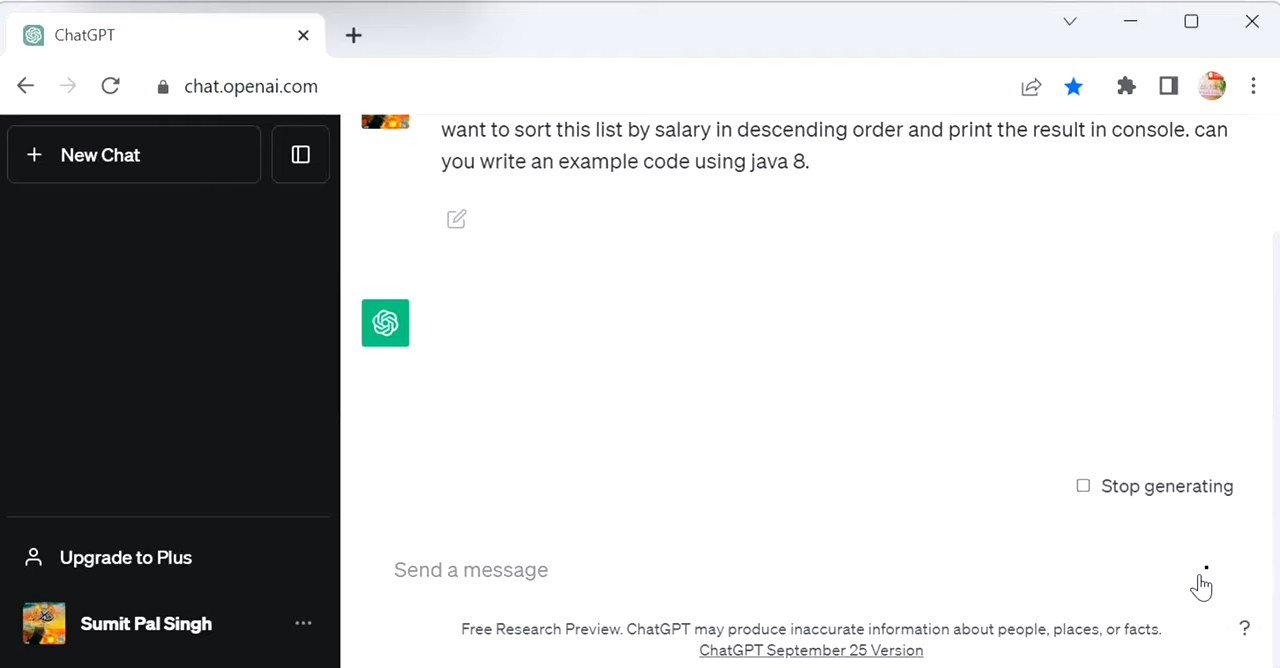 ChatGPT
chat.openai.com
New Chat
want to sort this list by salary in descending order and print the result in console. can
you write an example code using java 8.
Stop generating
Upgrade to Plus
Send a message
Sumit Pal Singh
Free Research Preview. ChatGPT may produce inaccurate information about people, places, or facts.
?
ChatGPT September 25 Version